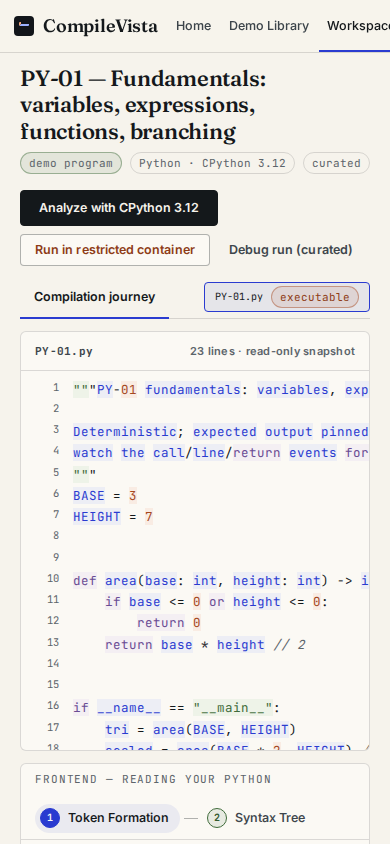 CompileVista Home Demo Library Workspace
PY-01 — Fundamentals:
variables, expressions,
functions, branching
demo program Python · CPython 3.12 curated
Analyze with CPython 3.12
Run in restricted container Debug run (curated)
Compilation journey PY-01.py executable
PY-01.py 23 lines · read-only snapshot
1 """PY-01 fundamentals: variables, exp
2
3 Deterministic; expected output pinned
4 watch the call/line/return events for
5 """
6 BASE = 3
7 HEIGHT = 7
8
9
10 def area(base: int, height: int) -> i
11 if base <= 0 or height <= 0:
12 return 0
13 return base * height // 2
14
15
16 if __name__ == "__main__":
17 tri = area(BASE, HEIGHT)
18 scaled = area(BASE * 2, HEIGHT) /
FRONTEND — READING YOUR PYTHON
1 Token Formation — 2 Syntax Tree